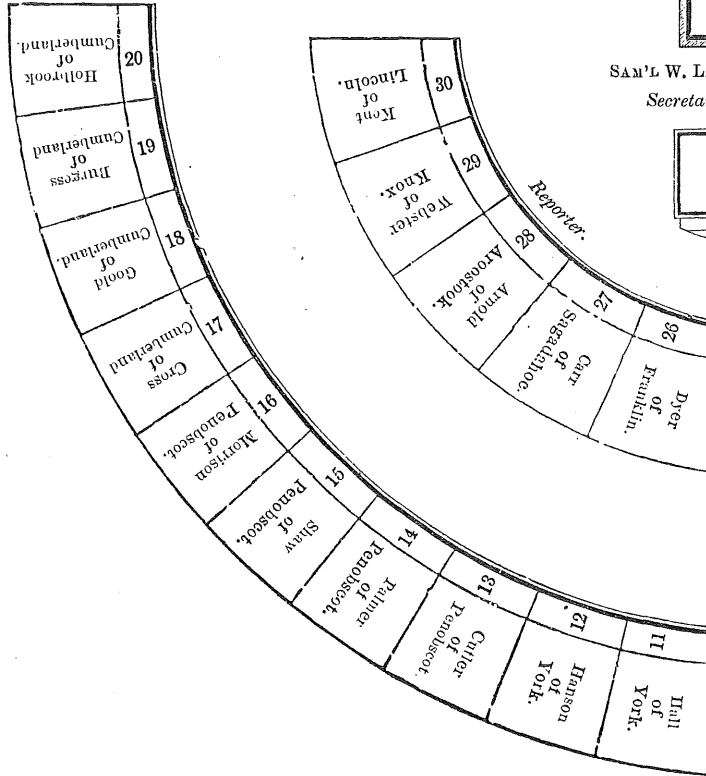 SAM'L W. L
Secreta
Reporter.
20
Holbrook
of
Cumberland.
19
Burgess
of
Cumberland
18
Goold
of
Cumberland.
17
Cross
of
Cumberland
16
Morrison
of
Penobscot.
15
Shaw
of
Penobscot.
14
Palmer
of
Penobscot.
13
Cutler
of
Penobscot.
12
Hanson
of
York.
11
Hall
of
York.
30
Kent
of
Lincoln.
29
Webster
of
Knox.
28
Arnold
of
Aroostook.
27
Carr
of
Sagadahoc.
26
Dyer
of
Franklin.